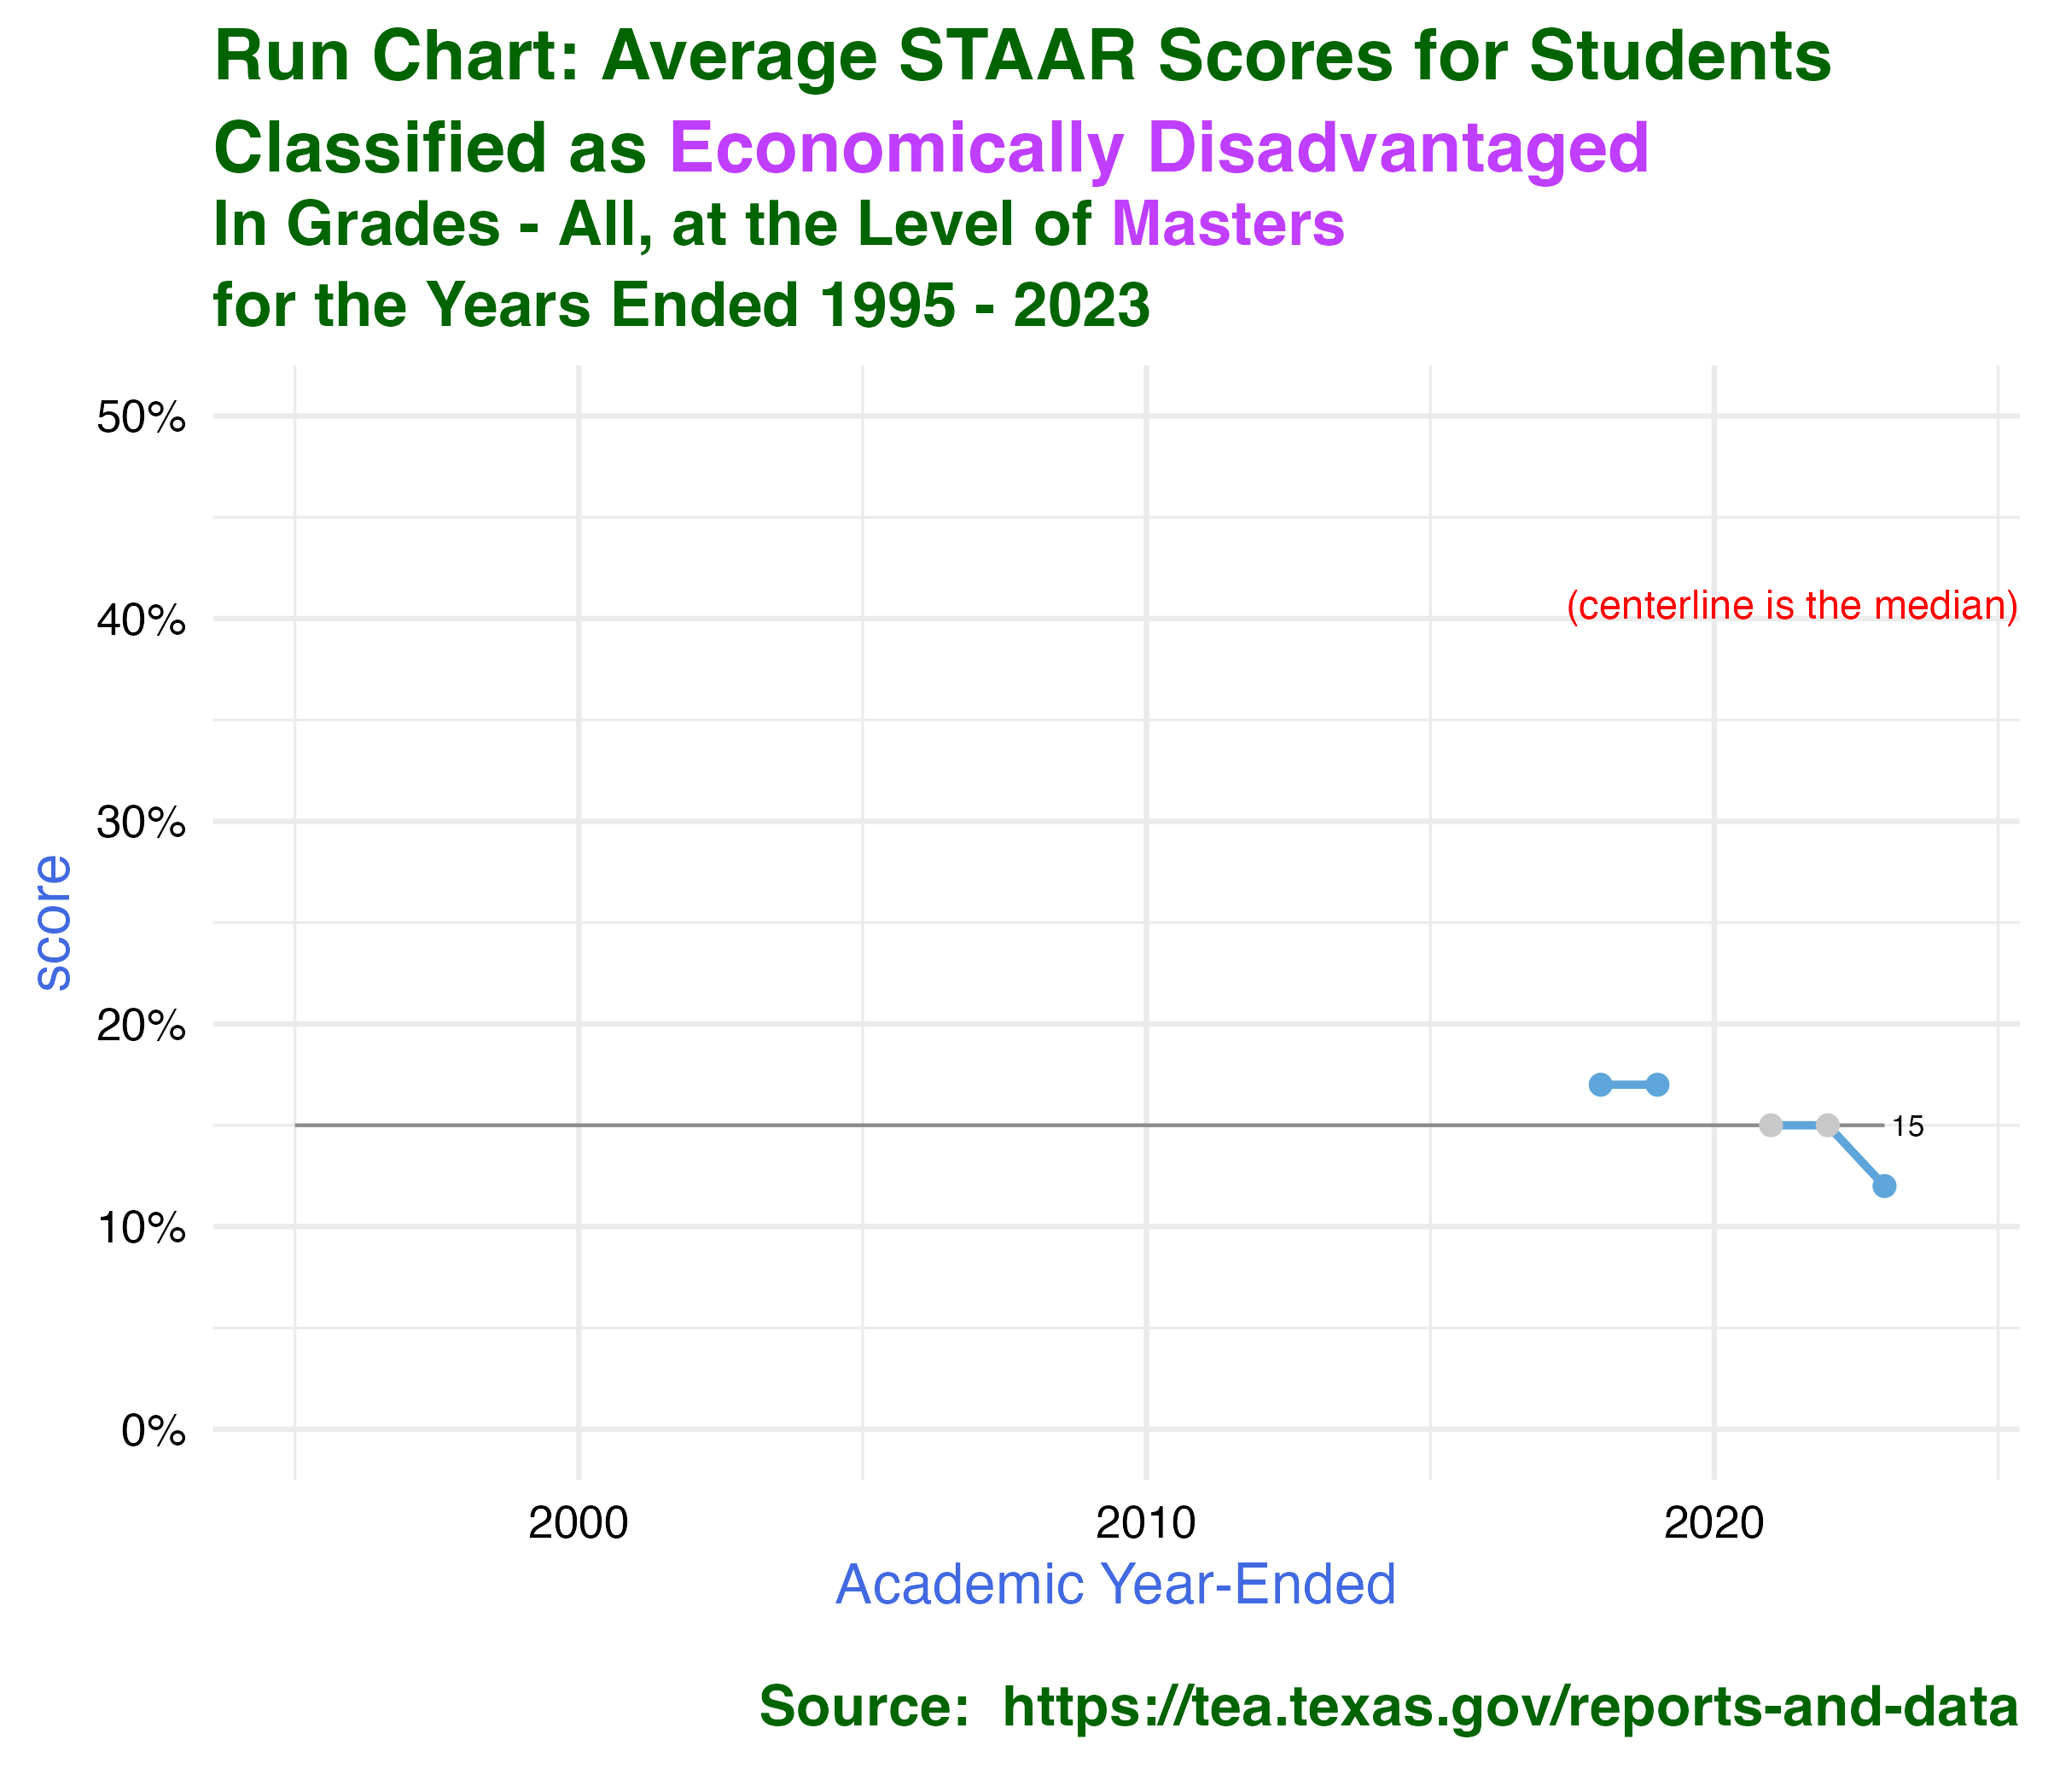 Run Chart: Average STAAR Scores for Students
Classified as Economically Disadvantaged
In Grades - All, at the Level of Masters
for the Years Ended 1995 - 2023
50%
(centerline is the median)
40%
30%
score
20%
15
10%
0%
2000 2010 2020
Academic Year-Ended
Source: https://tea.texas.gov/reports-and-data